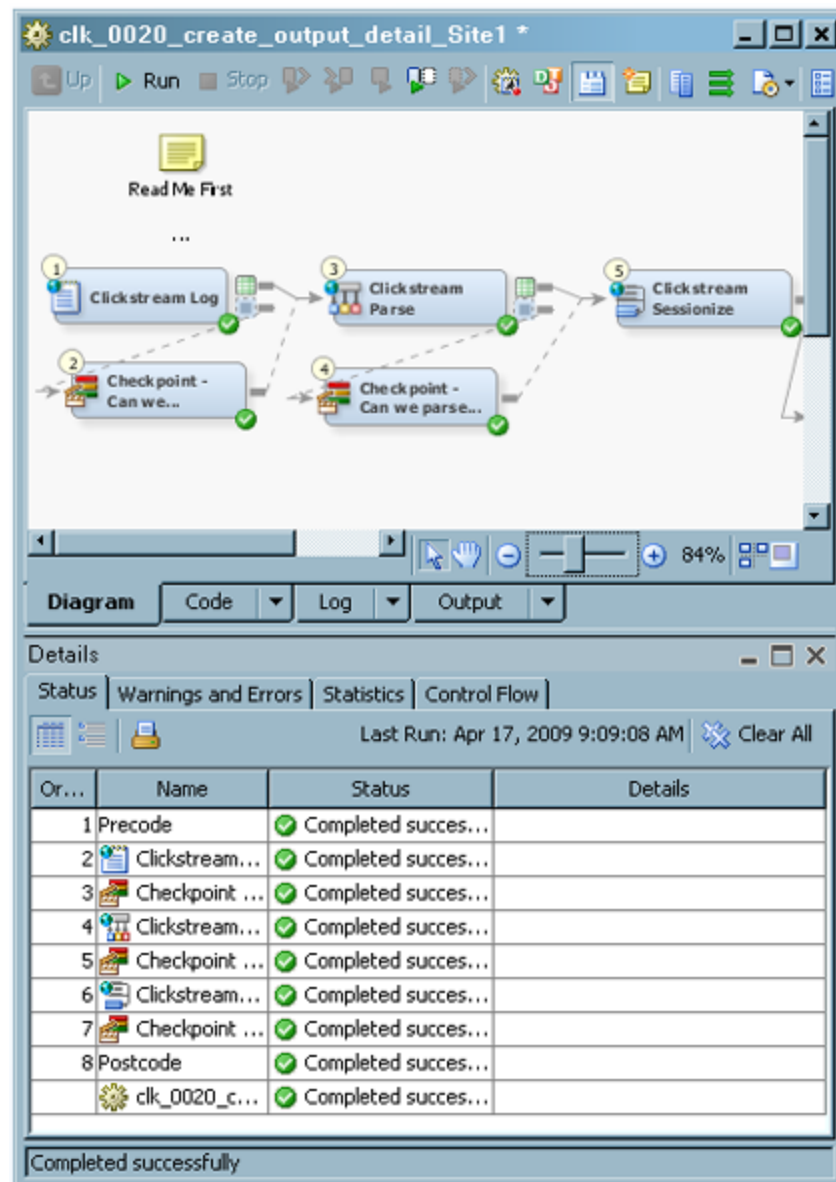 clk_0020_create_output_detail_Site1 *
Up Run Stop
Read Me First
...
1
Clickstream Log
3
Clickstream
Parse
5
Clickstream
Sessionize
2
Checkpoint -
Can we...
4
Checkpoint -
Can we parse...
84%
Diagram Code Log Output
Details
Status Warnings and Errors Statistics Control Flow
Last Run: Apr 17, 2009 9:09:08 AM Clear All
Or... Name Status Details
1 Precode Completed succes...
2 Clickstream... Completed succes...
3 Checkpoint ... Completed succes...
4 Clickstream... Completed succes...
5 Checkpoint ... Completed succes...
6 Clickstream... Completed succes...
7 Checkpoint ... Completed succes...
8 Postcode Completed succes...
clk_0020_c... Completed succes...
Completed successfully